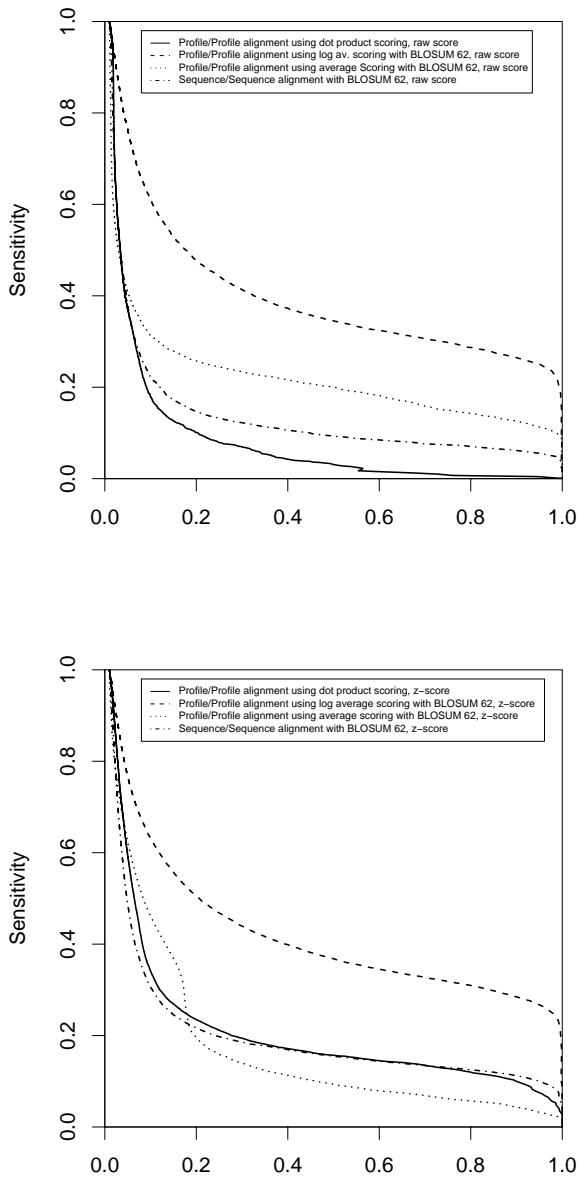 Profile/Profile alignment using dot product scoring, raw score
Profile/Profile alignment using log av. scoring with BLOSUM 62, raw score
Profile/Profile alignment using average Scoring with BLOSUM 62, raw score
Sequence/Sequence alignment with BLOSUM 62, raw score
1.0
0.8
0.6
0.4
0.2
0.0
Sensitivity
0.0 0.2 0.4 0.6 0.8 1.0
Profile/Profile alignment using dot product scoring, z−score
Profile/Profile alignment using log average scoring with BLOSUM 62, z−score
Profile/Profile alignment using average scoring with BLOSUM 62, z−score
Sequence/Sequence alignment with BLOSUM 62, z−score
1.0
0.8
0.6
0.4
0.2
0.0
Sensitivity
0.0 0.2 0.4 0.6 0.8 1.0